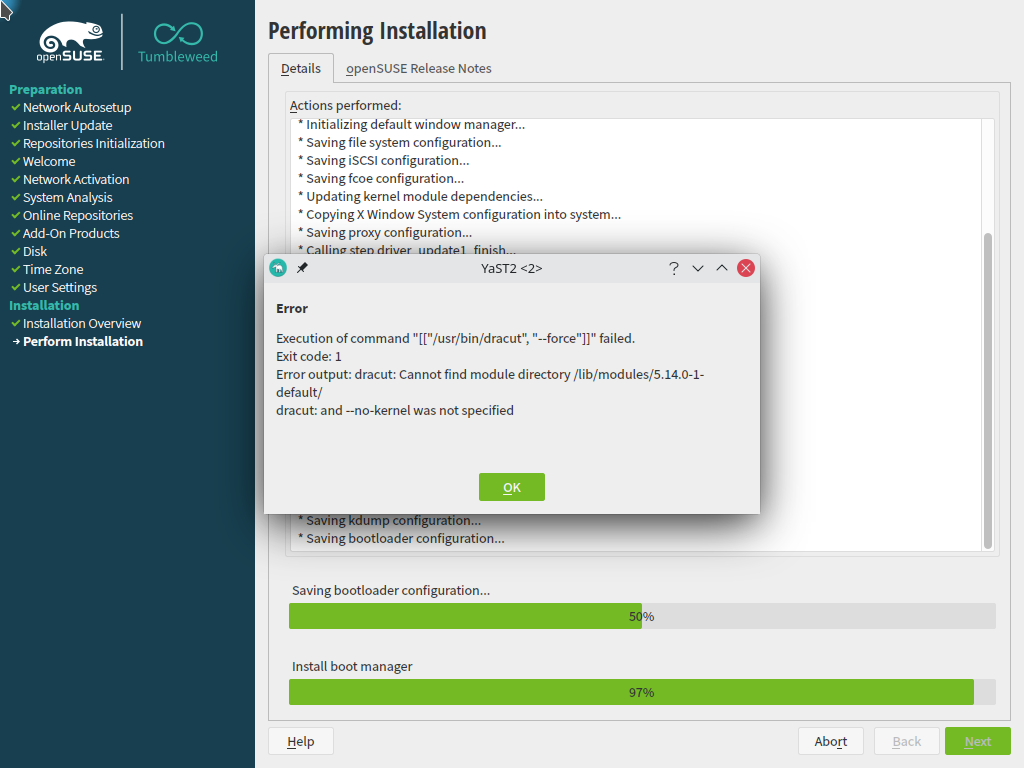 openSUSE
Tumbleweed
Preparation
Network Autosetup
Installer Update
Repositories Initialization
Welcome
Network Activation
System Analysis
Online Repositories
Add-On Products
Disk
Time Zone
User Settings
Installation
Installation Overview
Perform Installation
Performing Installation
Details
openSUSE Release Notes
Actions performed:
* Initializing default window manager...
* Saving file system configuration...
* Saving iSCSI configuration...
* Saving fcoe configuration...
* Updating kernel module dependencies...
* Copying X Window System configuration into system...
* Saving proxy configuration...
* Calling step driver_update1_finish...
YaST2 <2>
Error
Execution of command "[["/usr/bin/dracut", "--force"]]" failed.
Exit code: 1
Error output: dracut: Cannot find module directory /lib/modules/5.14.0-1-
default/
dracut: and --no-kernel was not specified
OK
* Saving kdump configuration...
* Saving bootloader configuration...
Saving bootloader configuration...
50%
Install boot manager
97%
Help
Abort
Back
Next